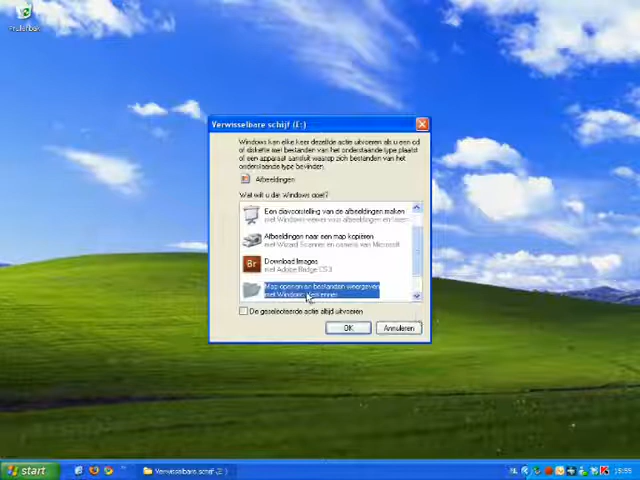 Prullenbak
Verwisselbare schijf (E:)
Windows kan elke keer dezelfde actie uitvoeren als u een cd
of diskette met bestanden van het onderstaande type plaatst
of een apparaat aansluit waarop zich bestanden van het
onderstaande type bevinden.
Afbeeldingen
Wat wilt u dat Windows doet?
Een diavoorstelling van de afbeeldingen maken
met Windows-viewer voor afbeeldingen en faxen
Afbeeldingen naar een map kopiëren
met Wizard Scanner en camera van Microsoft
Br
Download Images
met Adobe Bridge CS3
Map openen en bestanden weergeven
met Windows Verkenner
De geselecteerde actie altijd uitvoeren
OK
Annuleren
start
Verwisselbare schijf (E:)
NL
15:55